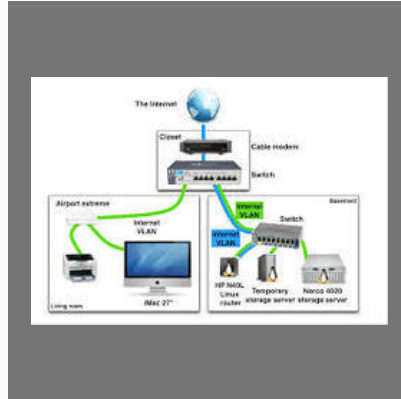 The Internet
Closet
Cable modem
Switch
Airport extreme
Internet
VLAN
Living room
iMac 27"
Basement
Internal
VLAN
Internet
VLAN
Switch
HP N40L
Linux
router
Temporary
storage server
Norco 4020
storage server